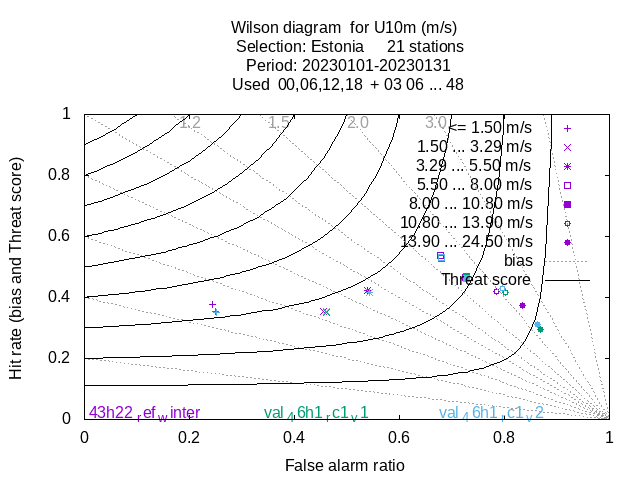 Wilson diagram for U10m (m/s)
Selection: Estonia 21 stations
Period: 20230101-20230131
Used 00,06,12,18 + 03 06 ... 48
1.2 1.5 2.0 3.0
<= 1.50 m/s
1.50 ... 3.29 m/s
3.29 ... 5.50 m/s
5.50 ... 8.00 m/s
8.00 ... 10.80 m/s
10.80 ... 13.90 m/s
13.90 ... 24.50 m/s
bias
Threat score
Hit rate (bias and Threat score)
1
0.8
0.6
0.4
0.2
0
43h22ref winter val46h1rc1v1 val46h1rc1v2
0 0.2 0.4 0.6 0.8 1
False alarm ratio